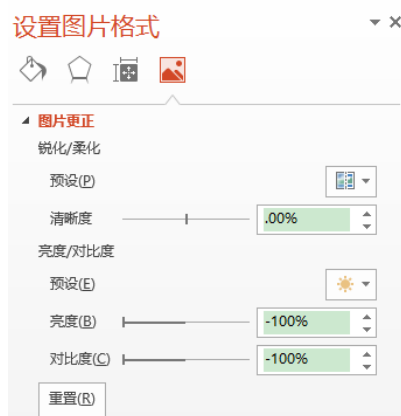 设置图片格式
图片更正
锐化/柔化
预设(P)
清晰度 .00%
亮度/对比度
预设(E)
亮度(B) -100%
对比度(C) -100%
重置(R)